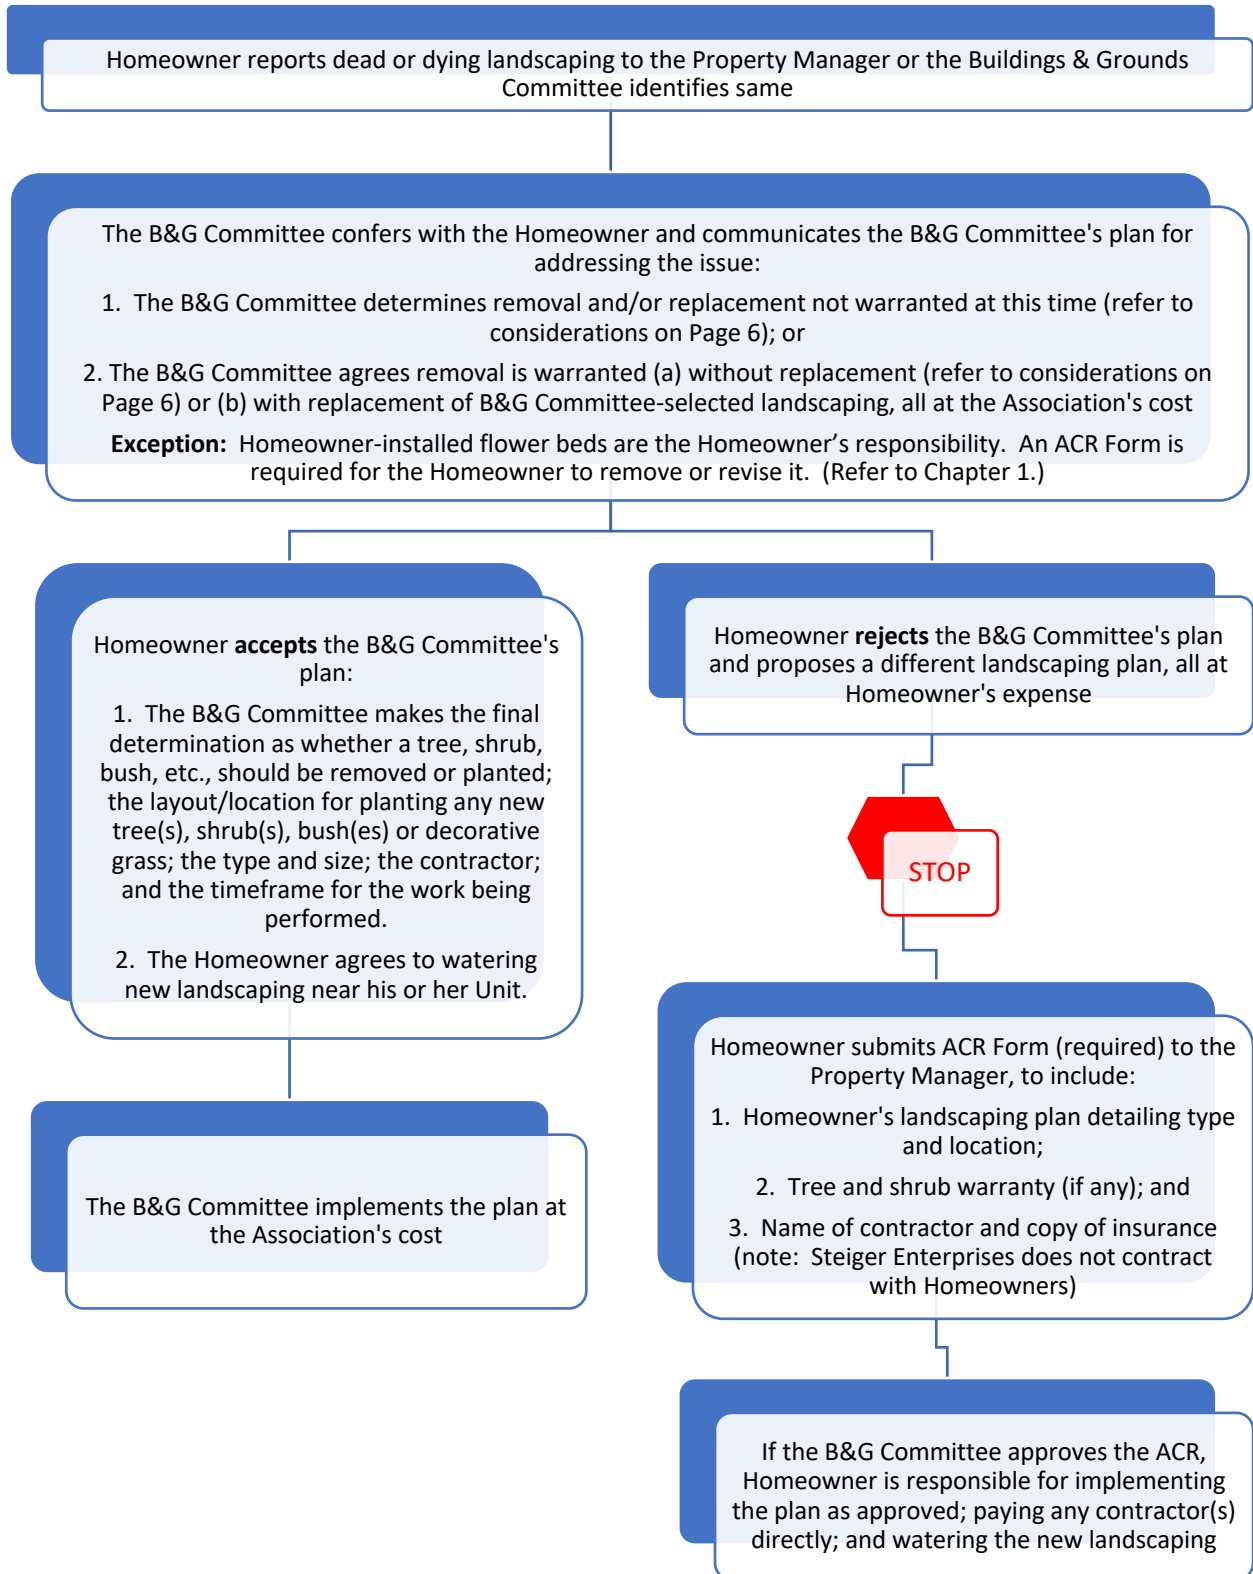 Homeowner reports dead or dying landscaping to the Property Manager or the Buildings & Grounds
Committee identifies same
The B&G Committee confers with the Homeowner and communicates the B&G Committee's plan for
addressing the issue:
1.  The B&G Committee determines removal and/or replacement not warranted at this time (refer to
considerations on Page 6); or
2. The B&G Committee agrees removal is warranted (a) without replacement (refer to considerations on
Page 6) or (b) with replacement of B&G Committee-selected landscaping, all at the Association's cost
Exception:  Homeowner-installed flower beds are the Homeowner’s responsibility.  An ACR Form is
required for the Homeowner to remove or revise it.  (Refer to Chapter 1.)
Homeowner accepts the B&G Committee's
plan:
1.  The B&G Committee makes the final
determination as whether a tree, shrub,
bush, etc., should be removed or planted;
the layout/location for planting any new
tree(s), shrub(s), bush(es) or decorative
grass; the type and size; the contractor;
and the timeframe for the work being
performed.
2.  The Homeowner agrees to watering
new landscaping near his or her Unit.
The B&G Committee implements the plan at
the Association's cost
Homeowner rejects the B&G Committee's plan
and proposes a different landscaping plan, all at
Homeowner's expense
STOP
Homeowner submits ACR Form (required) to the
Property Manager, to include:
1.  Homeowner's landscaping plan detailing type
and location;
2.  Tree and shrub warranty (if any); and
3.  Name of contractor and copy of insurance
(note:  Steiger Enterprises does not contract
with Homeowners)
If the B&G Committee approves the ACR,
Homeowner is responsible for implementing
the plan as approved; paying any contractor(s)
directly; and watering the new landscaping